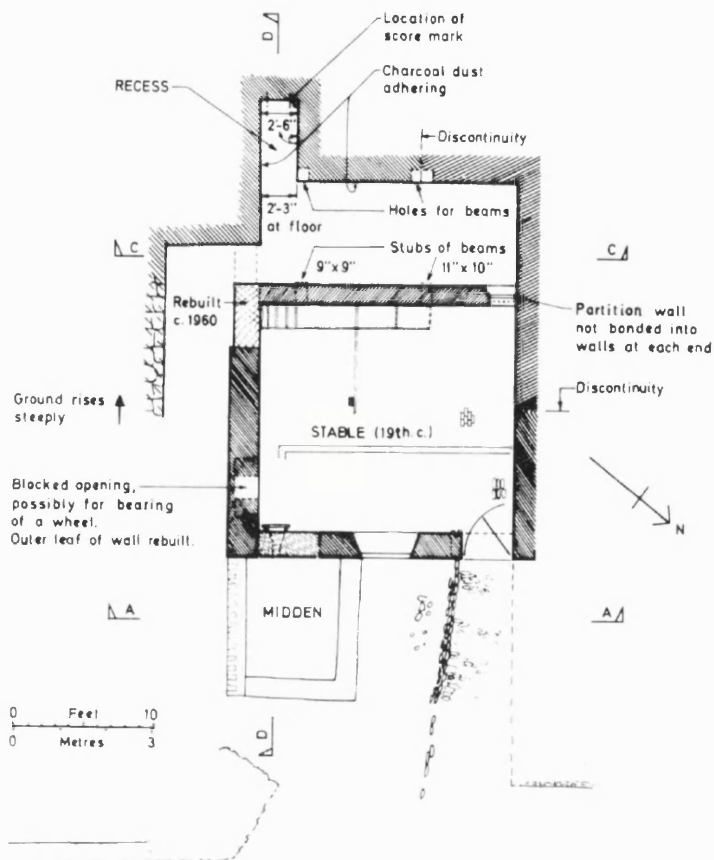 D
Location of
score mark
RECESS
Charcoal dust
adhering
2'-6"
Discontinuity
2'-3"
at floor
Holes for beams
C
Stubs of beams
C
9"x 9"
11"x 10"
Rebuilt
c. 1960
Partition wall
not bonded into
walls at each end
Ground rises
steeply
Discontinuity
STABLE (19th. c.)
Blocked opening,
possibly for bearing
of a wheel.
Outer leaf of wall rebuilt.
N
A
MIDDEN
A
0 Feet 10
0 Metres 3
D